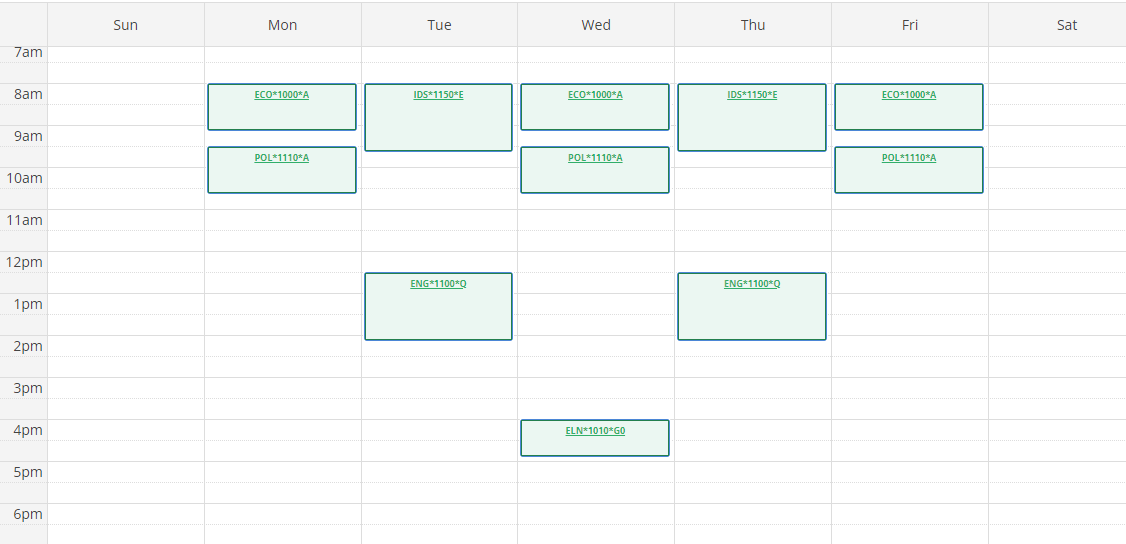 Sun Mon Tue Wed Thu Fri Sat
7am
8am ECO*1000*A IDS*1150*E ECO*1000*A IDS*1150*E ECO*1000*A
9am
POL*1110*A POL*1110*A POL*1110*A
10am
11am
12pm
ENG*1100*Q ENG*1100*Q
1pm
2pm
3pm
4pm ELN*1010*G0
5pm
6pm